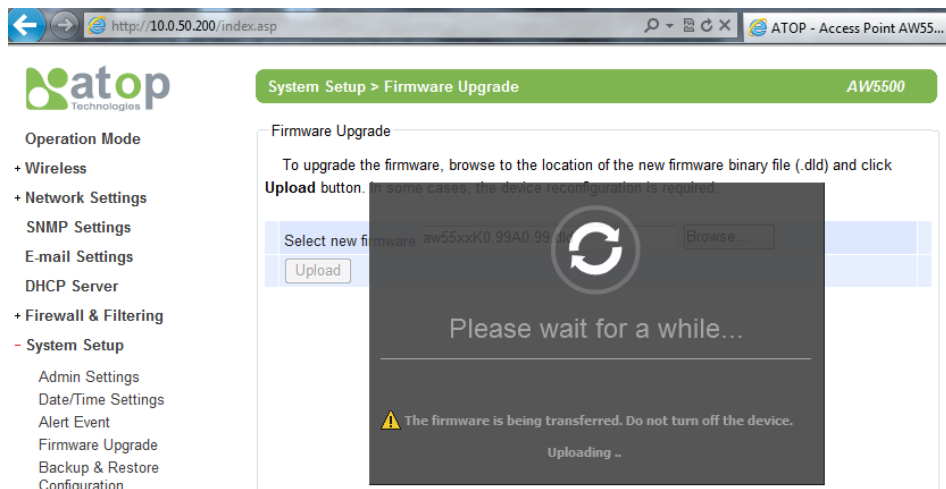 http://10.0.50.200/index.asp
ATOP - Access Point AW55...
atop
Technologies
System Setup > Firmware Upgrade
AW5500
Operation Mode
+ Wireless
+ Network Settings
SNMP Settings
E-mail Settings
DHCP Server
+ Firewall & Filtering
- System Setup
Admin Settings
Date/Time Settings
Alert Event
Firmware Upgrade
Backup & Restore
Configuration
Firmware Upgrade
To upgrade the firmware, browse to the location of the new firmware binary file (.dld) and click
Upload button. In some cases, the device reconfiguration is required.
Select new firmware aw55xxK0.99A0.99.dld Browse...
Upload
Please wait for a while...
The firmware is being transferred. Do not turn off the device.
Uploading ..